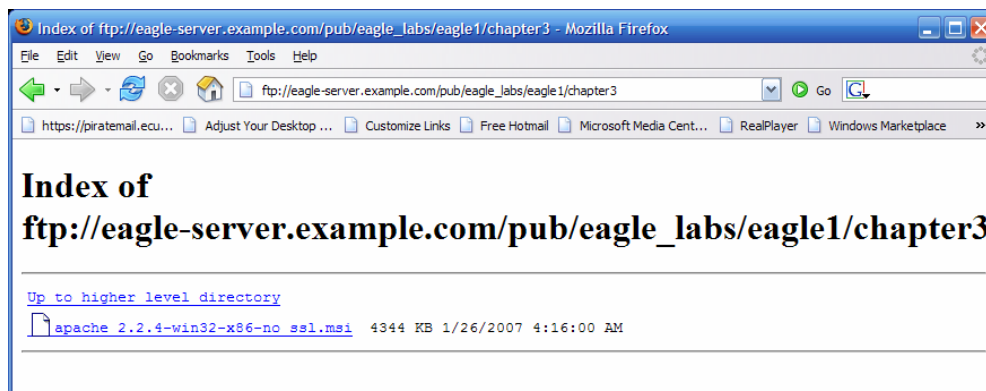 Index of ftp://eagle-server.example.com/pub/eagle_labs/eagle1/chapter3 - Mozilla Firefox
File Edit View Go Bookmarks Tools Help
ftp://eagle-server.example.com/pub/eagle_labs/eagle1/chapter3 Go G
https://piratemail.ecu... Adjust Your Desktop ... Customize Links Free Hotmail Microsoft Media Cent... RealPlayer Windows Marketplace »
Index of
ftp://eagle-server.example.com/pub/eagle_labs/eagle1/chapter3
Up to higher level directory
apache 2.2.4-win32-x86-no ssl.msi 4344 KB 1/26/2007 4:16:00 AM